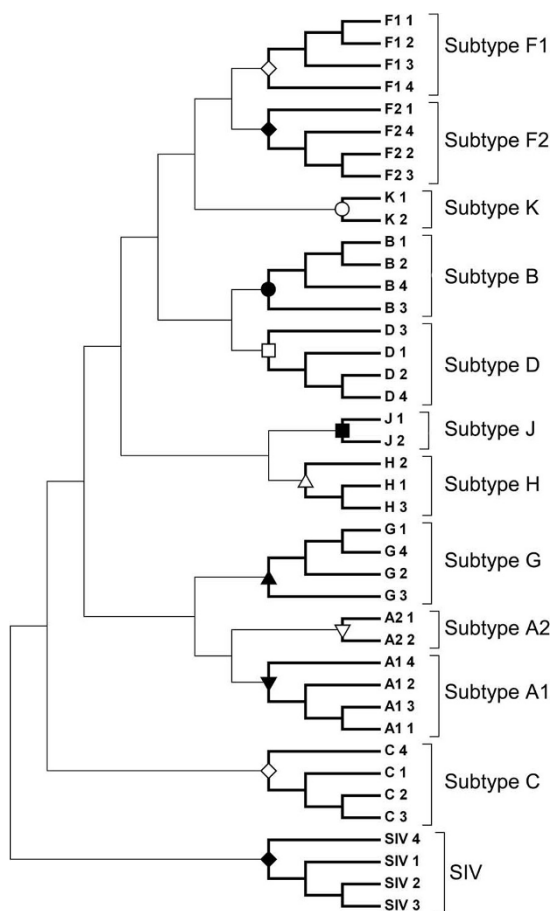 F1 1
F1 2
F1 3
F1 4
Subtype F1
F2 1
F2 4
F2 2
F2 3
Subtype F2
K 1
K 2
Subtype K
B 1
B 2
B 4
B 3
Subtype B
D 3
D 1
D 2
D 4
Subtype D
J 1
J 2
Subtype J
H 2
H 1
H 3
Subtype H
G 1
G 4
G 2
G 3
Subtype G
A2 1
A2 2
Subtype A2
A1 4
A1 2
A1 3
A1 1
Subtype A1
C 4
C 1
C 2
C 3
Subtype C
SIV 4
SIV 1
SIV 2
SIV 3
SIV